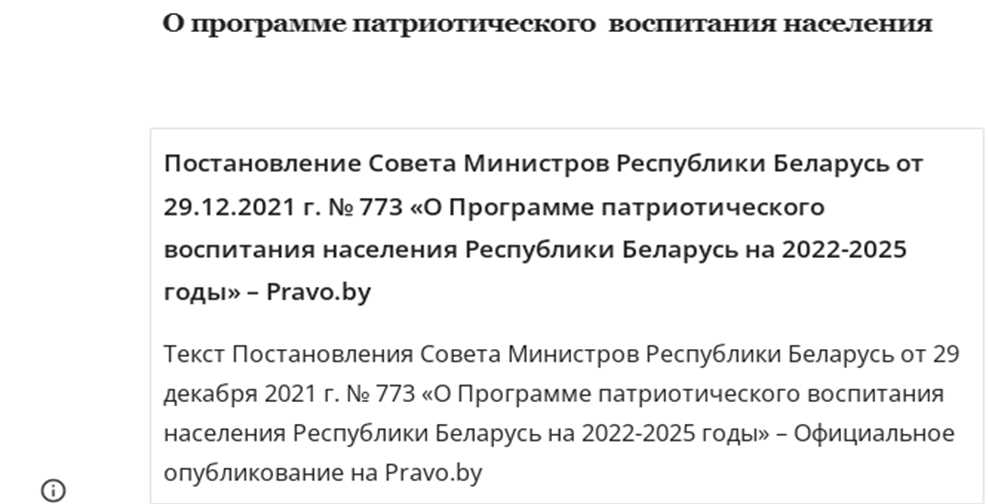 О программе патриотического воспитания населения
Постановление Совета Министров Республики Беларусь от
29.12.2021 г. № 773 «О Программе патриотического
воспитания населения Республики Беларусь на 2022-2025
годы» – Pravo.by
Текст Постановления Совета Министров Республики Беларусь от 29
декабря 2021 г. № 773 «О Программе патриотического воспитания
населения Республики Беларусь на 2022-2025 годы» – Официальное
опубликование на Pravo.by